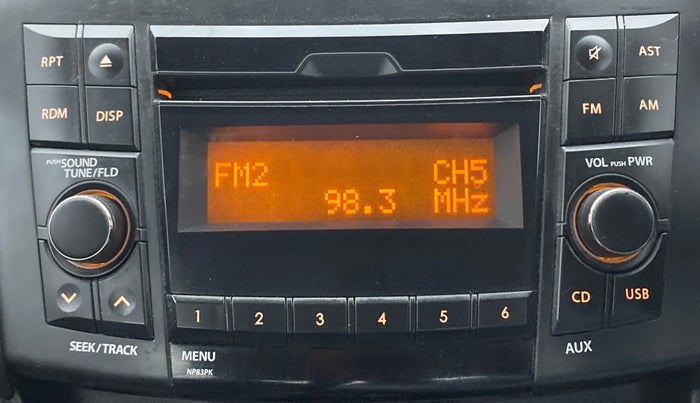 RPT
AST
RDM
DISP
FM
AM
PUSH SOUND
TUNE/FLD
VOL PUSH PWR
FM2 CH5
98.3 MHz
CD
USB
1 2 3 4 5 6
SEEK/TRACK
MENU
AUX
NP83PK